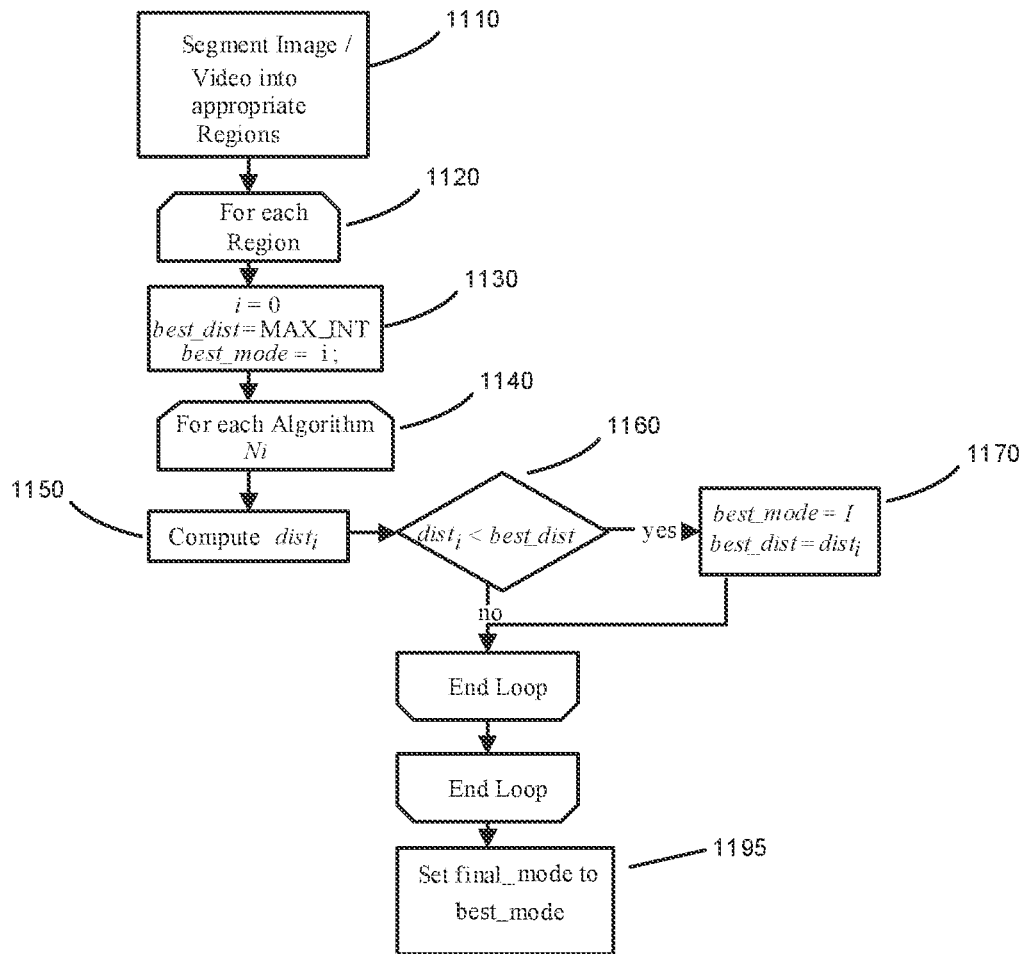 1110
Segment Image /
Video into
appropriate
Regions
1120
For each
Region
1130
i = 0
best_dist=MAX_INT
best_mode = i;
1140
For each Algorithm
Ni
1160
1170
1150
Compute dist_i
dist_i < best_dist
yes
best_mode = I
best_dist=dist_i
no
End Loop
End Loop
1195
Set final_mode to
best_mode